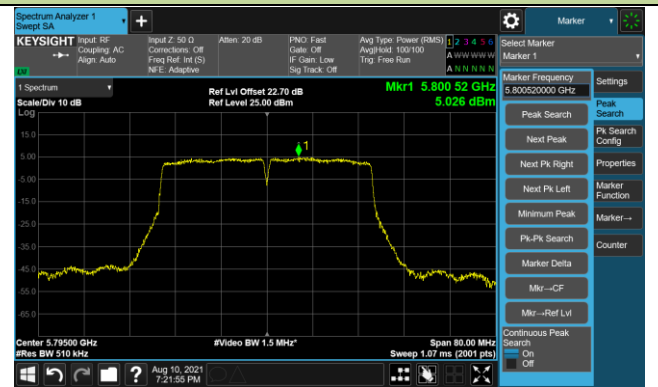 Spectrum Analyzer 1
Swept SA
Marker
KEYSIGHT
Input: RF
Coupling: AC
Align: Auto
Input Z: 50 Ω
Corrections: Off
Freq Ref: Int (S)
NFE: Adaptive
Atten: 20 dB
PNO: Fast
Gate: Off
IF Gain: Low
Sig Track: Off
Avg Type: Power (RMS)
Avg|Hold: 100/100
Trig: Free Run
1 2 3 4 5 6
A W W W W W
A N N N N N
LXI
Select Marker
Marker 1
1 Spectrum
Scale/Div 10 dB
Log
Ref Lvl Offset 22.70 dB
Ref Level 25.00 dBm
Mkr1 5.800 52 GHz
5.026 dBm
15.0
5.00
-5.00
-15.0
-25.0
-35.0
-45.0
-55.0
-65.0
1
Center 5.79500 GHz
#Res BW 510 kHz
#Video BW 1.5 MHz*
Span 80.00 MHz
Sweep 1.07 ms (2001 pts)
Marker Frequency
5.800520000 GHz
Peak Search
Next Peak
Next Pk Right
Next Pk Left
Minimum Peak
Pk-Pk Search
Marker Delta
Mkr→CF
Mkr→Ref Lvl
Continuous Peak
Search
On
Off
Settings
Peak
Search
Pk Search
Config
Properties
Marker
Function
Marker→
Counter
Aug 10, 2021
7:21:55 PM